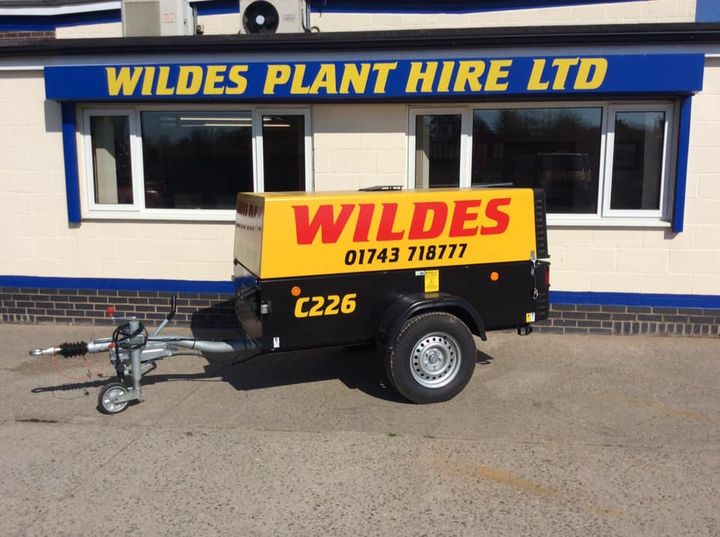 WILDES PLANT HIRE LTD
WILDES
01743 718777
C226